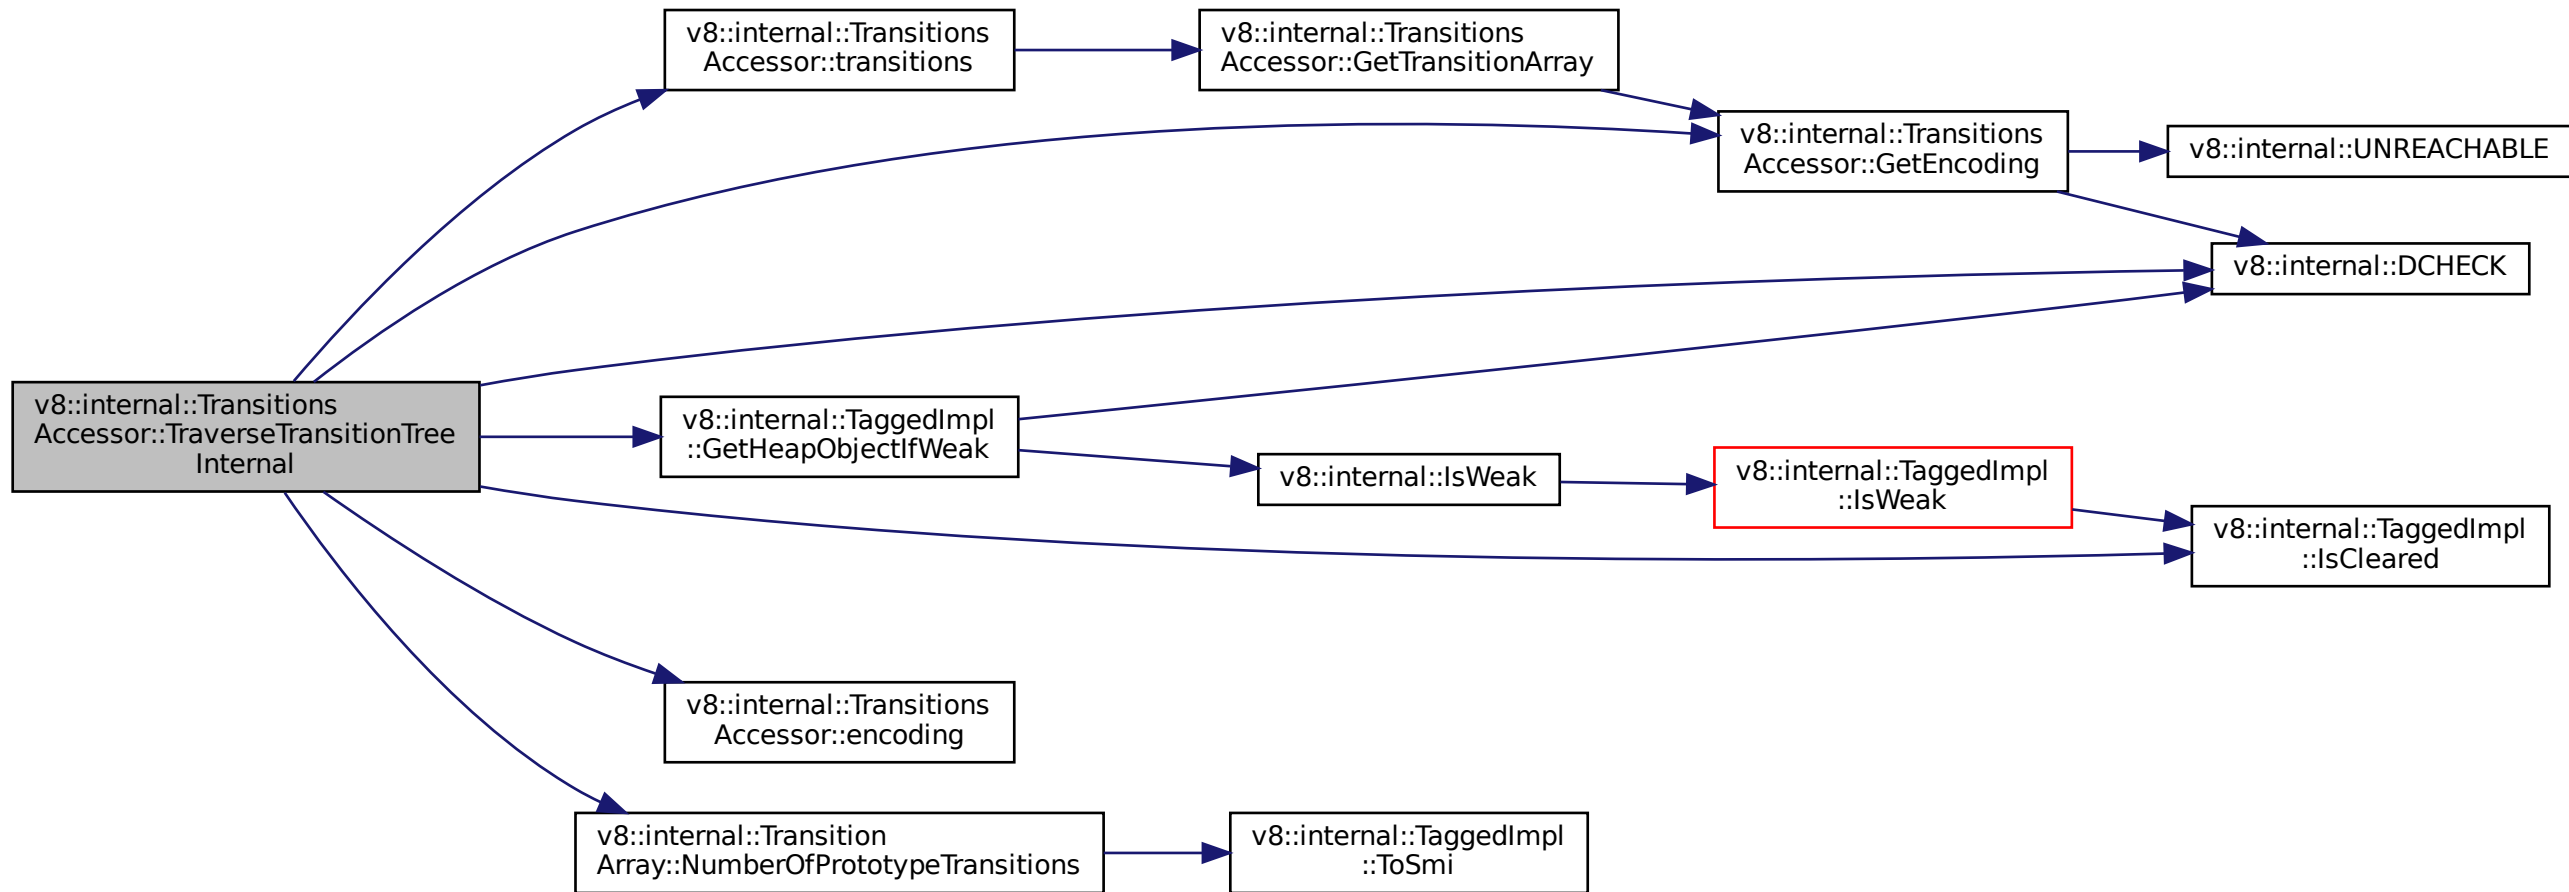 v8::internal::Transitions
Accessor::transitions
v8::internal::Transitions
Accessor::GetTransitionArray
v8::internal::Transitions
Accessor::GetEncoding
v8::internal::UNREACHABLE
v8::internal::DCHECK
v8::internal::Transitions
Accessor::TraverseTransitionTree
Internal
v8::internal::TaggedImpl
::GetHeapObjectIfWeak
v8::internal::IsWeak
v8::internal::TaggedImpl
::IsWeak
v8::internal::TaggedImpl
::IsCleared
v8::internal::Transitions
Accessor::encoding
v8::internal::Transition
Array::NumberOfPrototypeTransitions
v8::internal::TaggedImpl
::ToSmi